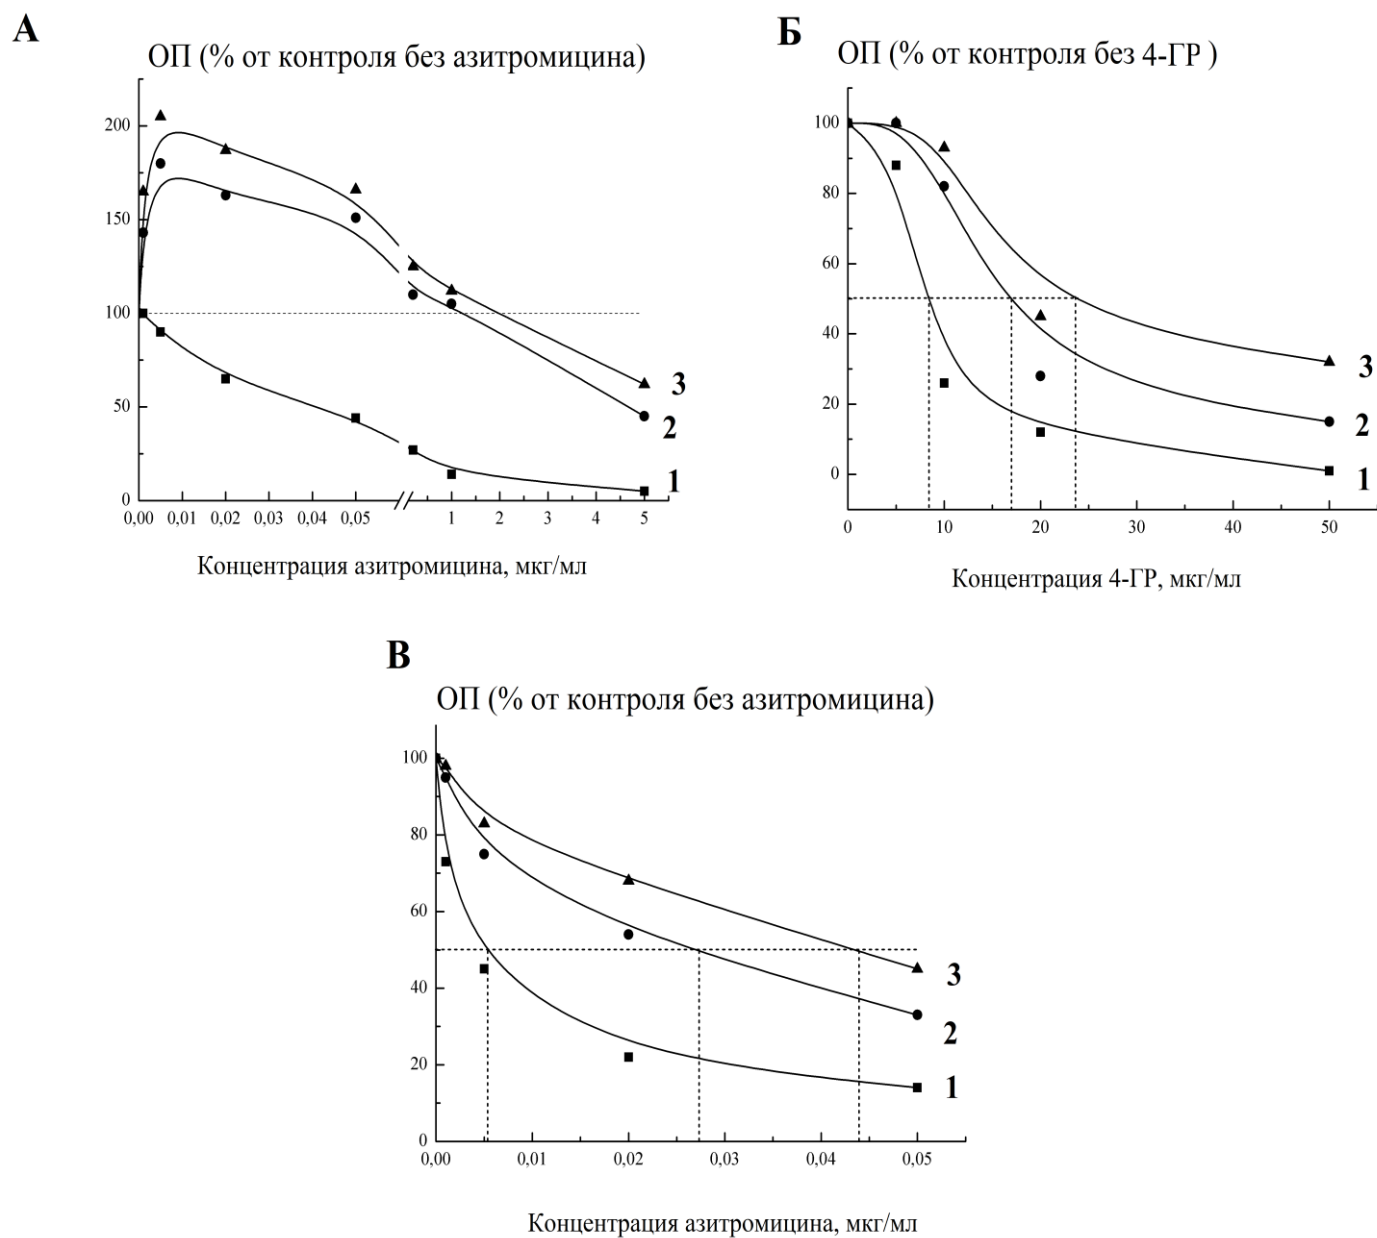 А
ОП (% от контроля без азитромицина)
200
150
100
50
0
0,00 0,01 0,02 0,03 0,04 0,05 1 2 3 4 5
3
2
1
Концентрация азитромицина, мкг/мл
Б
ОП (% от контроля без 4-ГР )
100
80
60
40
20
0
0 10 20 30 40 50
3
2
1
Концентрация 4-ГР, мкг/мл
В
ОП (% от контроля без азитромицина)
100
80
60
40
20
0
0,00 0,01 0,02 0,03 0,04 0,05
3
2
1
Концентрация азитромицина, мкг/мл